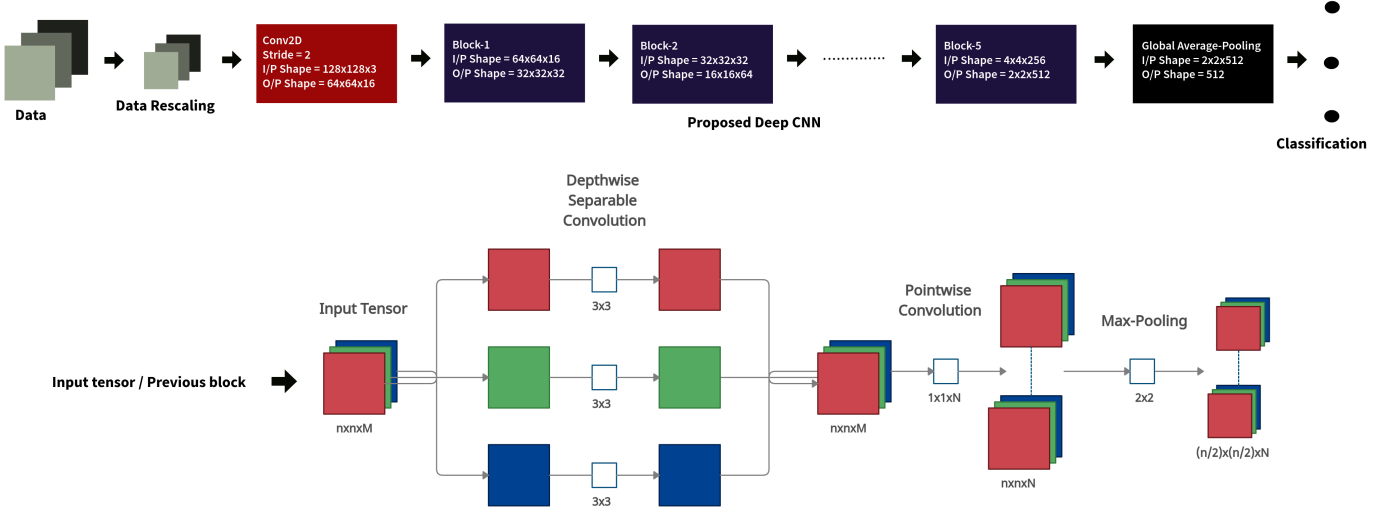 Data
Data Rescaling
Conv2D
Stride = 2
I/P Shape = 128x128x3
O/P Shape = 64x64x16
Block-1
I/P Shape = 64x64x16
O/P Shape = 32x32x32
Block-2
I/P Shape = 32x32x32
O/P Shape = 16x16x64
Block-5
I/P Shape = 4x4x256
O/P Shape = 2x2x512
Global Average-Pooling
I/P Shape = 2x2x512
O/P Shape = 512
Proposed Deep CNN
Classification
Depthwise
Separable
Convolution
Input tensor / Previous block
Input Tensor
nxnxM
3x3
3x3
3x3
nxnxM
Pointwise
Convolution
1x1xN
nxnxN
Max-Pooling
2x2
(n/2)x(n/2)xN